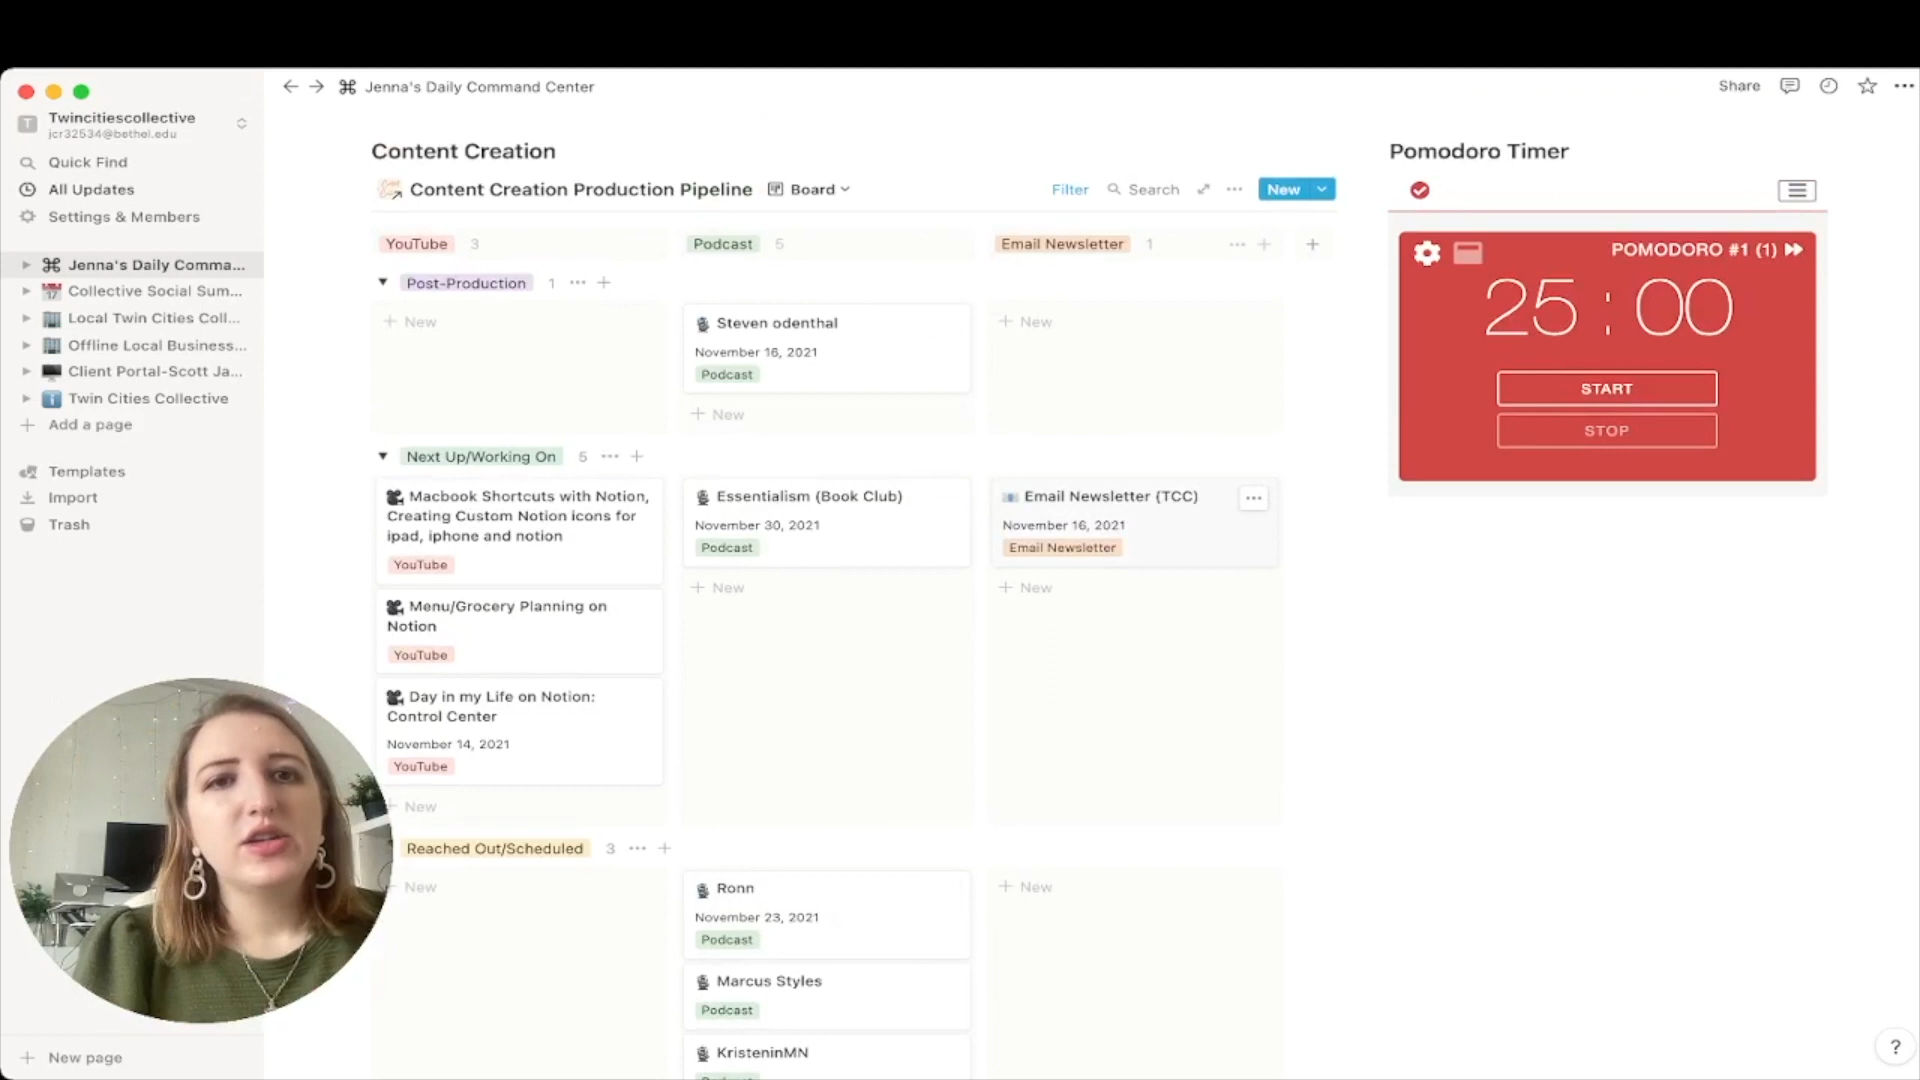 Jenna's Daily Command Center
Share
T
Twincitiescollective
jcr32534@bethel.edu
Quick Find
All Updates
Settings & Members
Jenna's Daily Comma...
Collective Social Sum...
Local Twin Cities Coll...
Offline Local Business...
Client Portal-Scott Ja...
Twin Cities Collective
Add a page
Templates
Import
Trash
New page
Content Creation
Content Creation Production Pipeline
Board
Filter
Search
New
YouTube 3
Podcast 5
Email Newsletter 1
Post-Production 1
New
Steven odenthal
November 16, 2021
Podcast
New
New
Next Up/Working On 5
Macbook Shortcuts with Notion,
Creating Custom Notion icons for
ipad, iphone and notion
YouTube
Menu/Grocery Planning on
Notion
YouTube
Day in my Life on Notion:
Control Center
November 14, 2021
YouTube
New
Essentialism (Book Club)
November 30, 2021
Podcast
New
Email Newsletter (TCC)
November 16, 2021
Email Newsletter
New
Reached Out/Scheduled 3
New
Ronn
November 23, 2021
Podcast
Marcus Styles
Podcast
KristeninMN
New
Pomodoro Timer
POMODORO #1 (1)
25:00
START
STOP
?